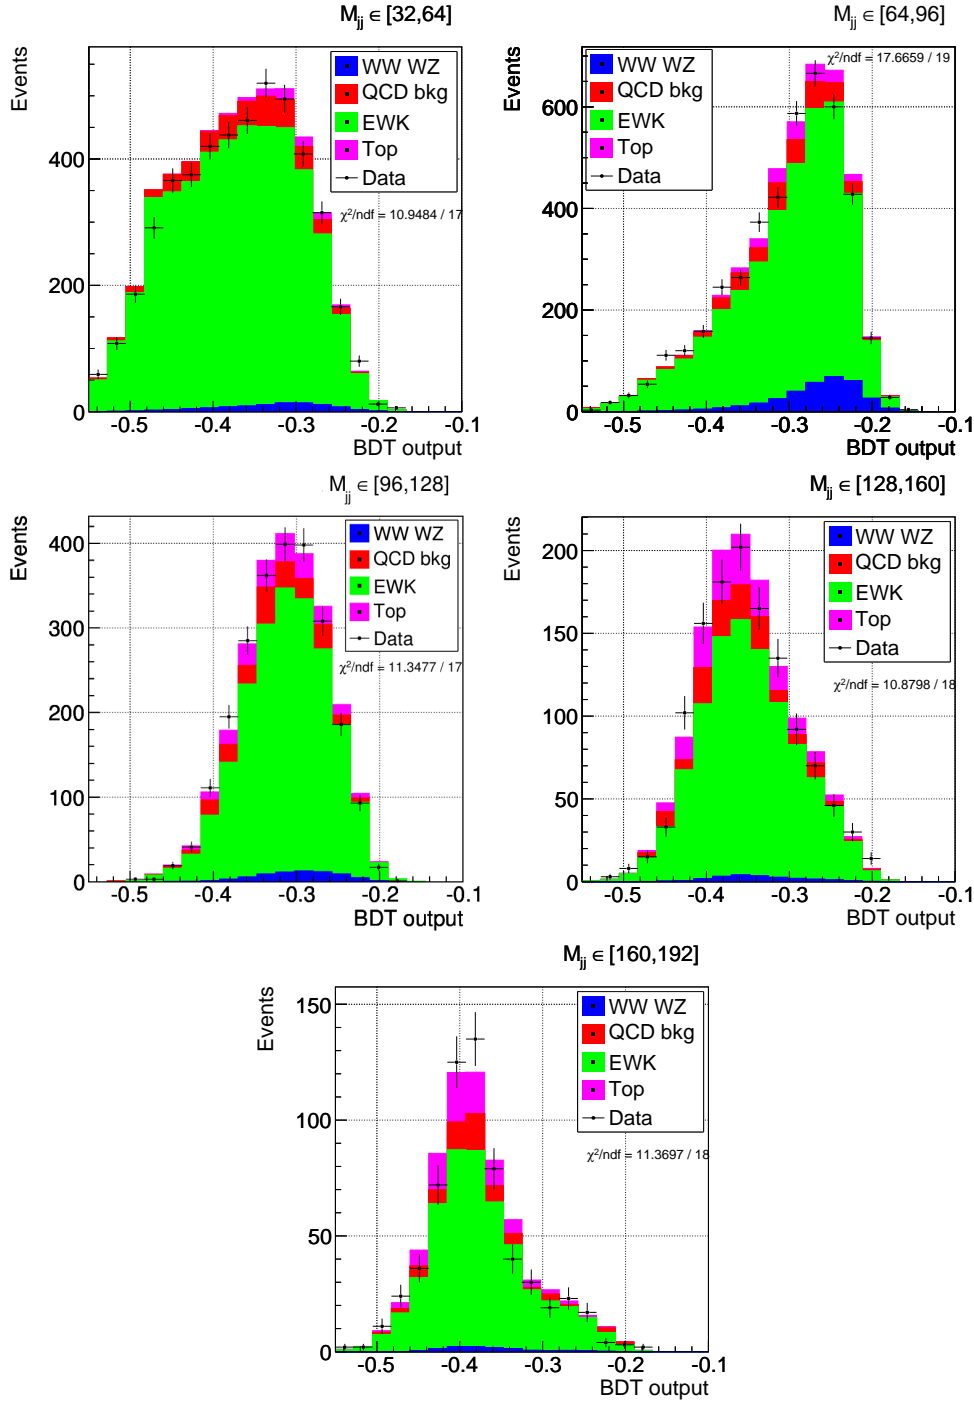 M_jj ∈ [32,64]
Events
WW WZ
QCD bkg
EWK
Top
Data
χ²/ndf = 10.9484 / 17
400
200
0
-0.5 -0.4 -0.3 -0.2 -0.1
BDT output
M_jj ∈ [64,96]
Events
χ²/ndf = 17.6659 / 19
WW WZ
QCD bkg
EWK
Top
Data
600
400
200
0
-0.5 -0.4 -0.3 -0.2 -0.1
BDT output
M_jj ∈ [96,128]
Events
WW WZ
QCD bkg
EWK
Top
Data
χ²/ndf = 11.3477 / 17
400
300
200
100
0
-0.5 -0.4 -0.3 -0.2 -0.1
BDT output
M_jj ∈ [128,160]
Events
WW WZ
QCD bkg
EWK
Top
Data
χ²/ndf = 10.8798 / 18
200
150
100
50
0
-0.5 -0.4 -0.3 -0.2 -0.1
BDT output
M_jj ∈ [160,192]
Events
WW WZ
QCD bkg
EWK
Top
Data
χ²/ndf = 11.3697 / 18
150
100
50
0
-0.5 -0.4 -0.3 -0.2 -0.1
BDT output